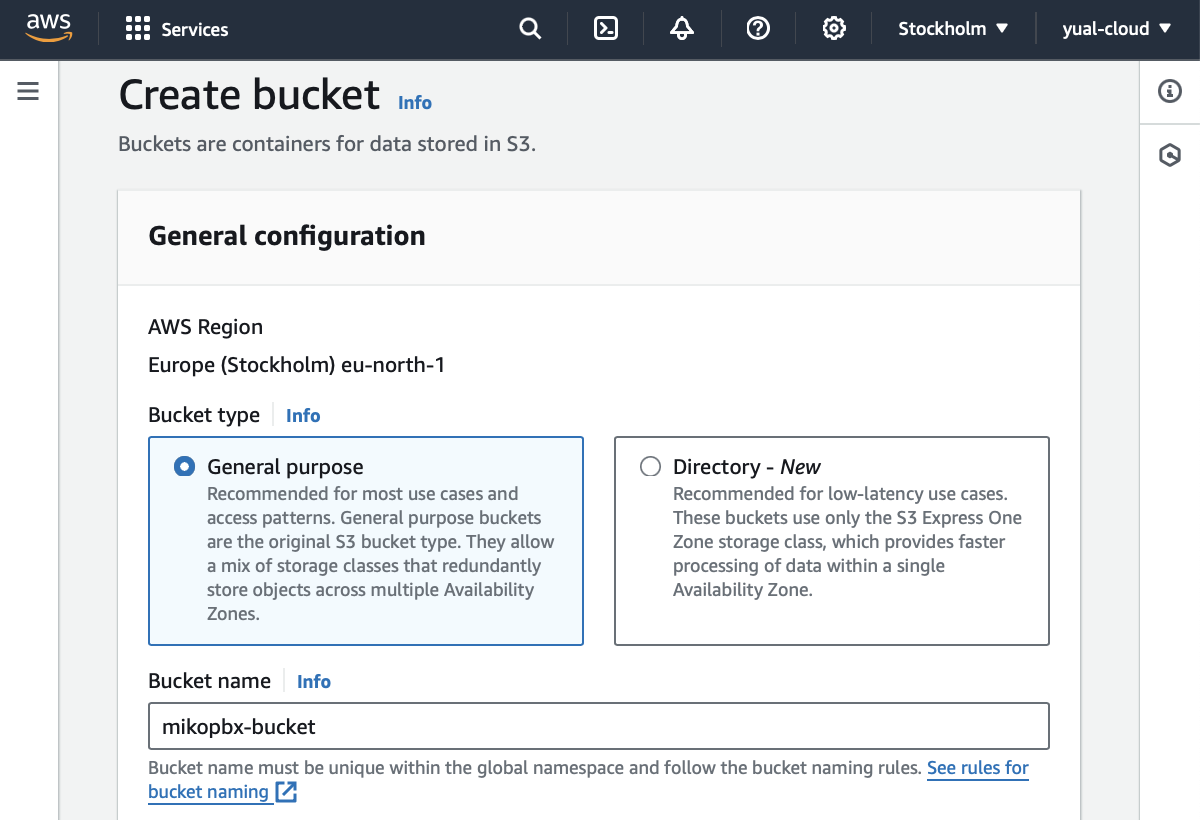 aws Services Stockholm yual-cloud
Create bucket Info
Buckets are containers for data stored in S3.
General configuration
AWS Region
Europe (Stockholm) eu-north-1
Bucket type Info
General purpose
Recommended for most use cases and
access patterns. General purpose buckets
are the original S3 bucket type. They allow
a mix of storage classes that redundantly
store objects across multiple Availability
Zones.
Directory - New
Recommended for low-latency use cases.
These buckets use only the S3 Express One
Zone storage class, which provides faster
processing of data within a single
Availability Zone.
Bucket name Info
mikopbx-bucket
Bucket name must be unique within the global namespace and follow the bucket naming rules. See rules for
bucket naming